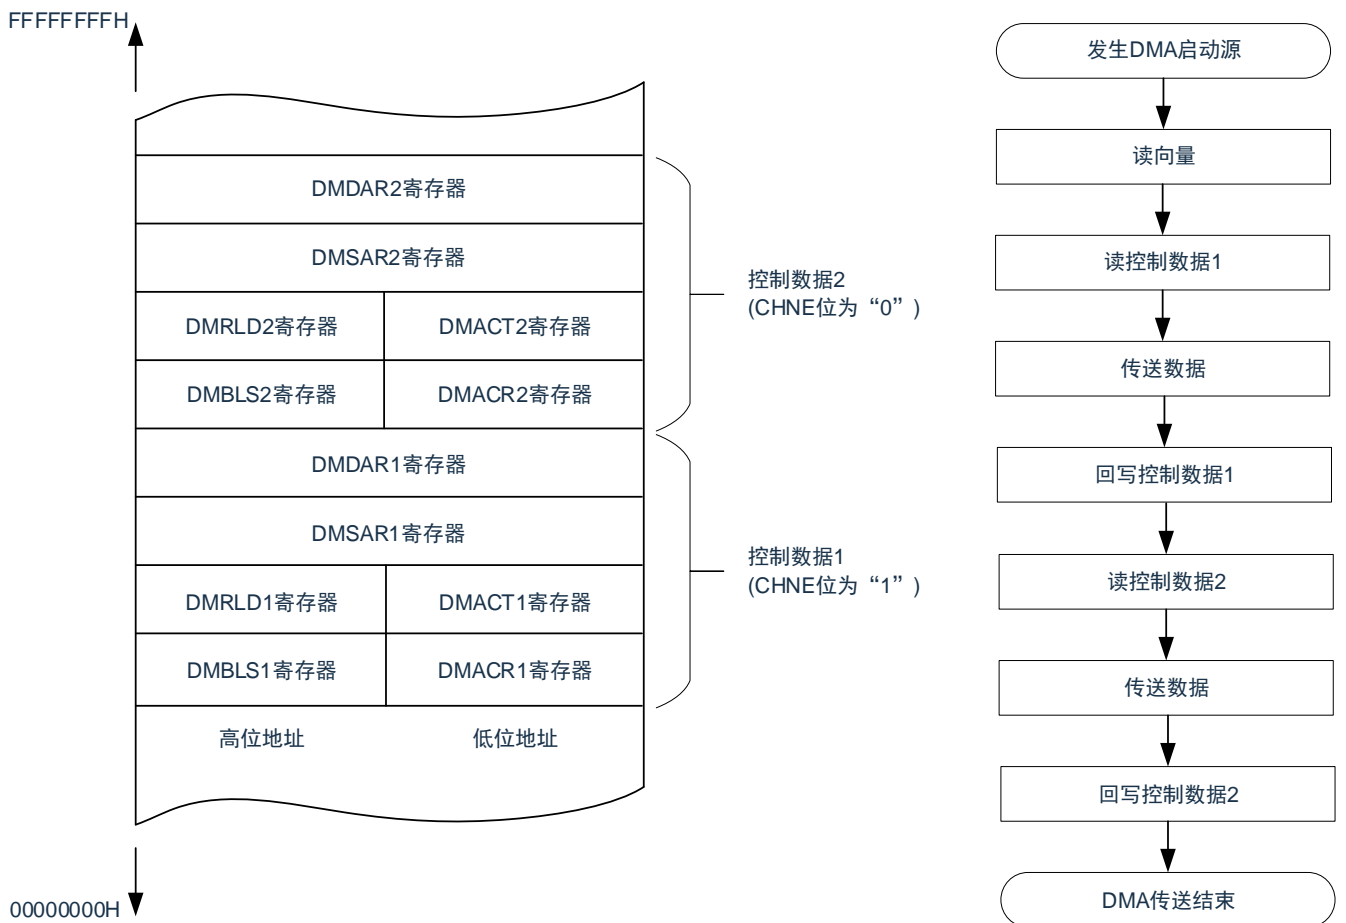 FFFFFFFFH
DMDAR2寄存器
DMSAR2寄存器
DMRLD2寄存器
DMACT2寄存器
DMBLS2寄存器
DMACR2寄存器
控制数据2
(CHNE位为“0”)
DMDAR1寄存器
DMSAR1寄存器
DMRLD1寄存器
DMACT1寄存器
DMBLS1寄存器
DMACR1寄存器
控制数据1
(CHNE位为“1”)
高位地址
低位地址
00000000H
发生DMA启动源
读向量
读控制数据1
传送数据
回写控制数据1
读控制数据2
传送数据
回写控制数据2
DMA传送结束